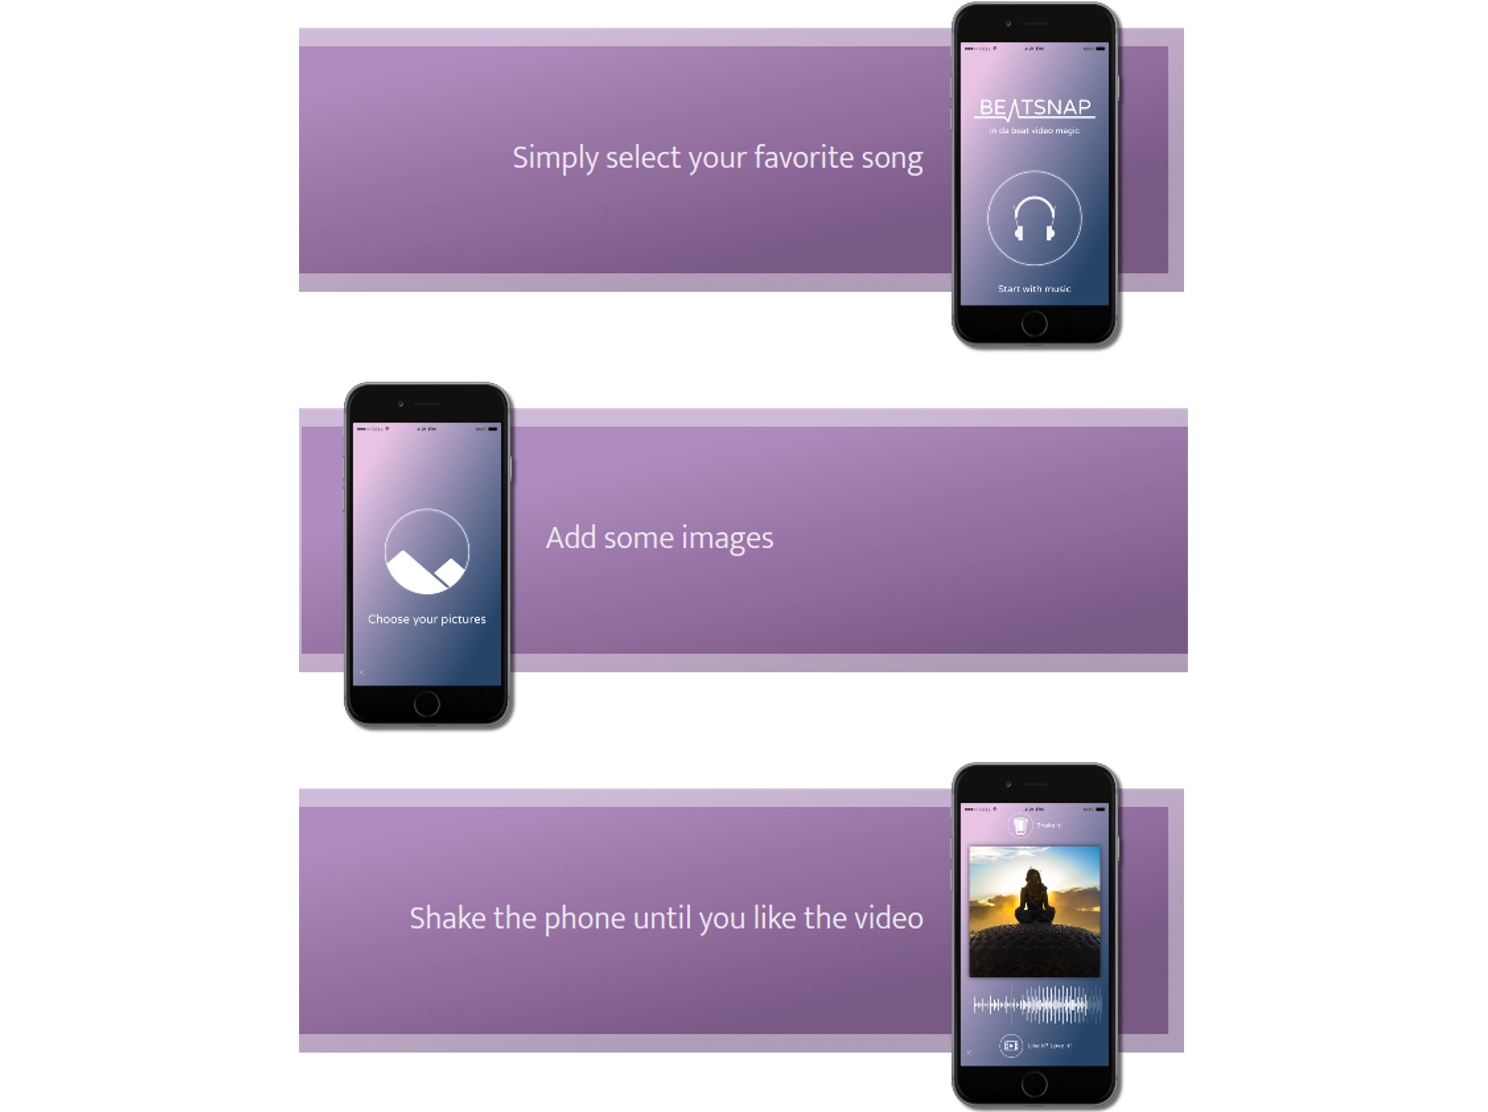 BEATSNAP
in da beat video magic
Simply select your favorite song
Start with music
Add some images
Choose your pictures
Shake it!
Shake the phone until you like the video
Like it? Love it!